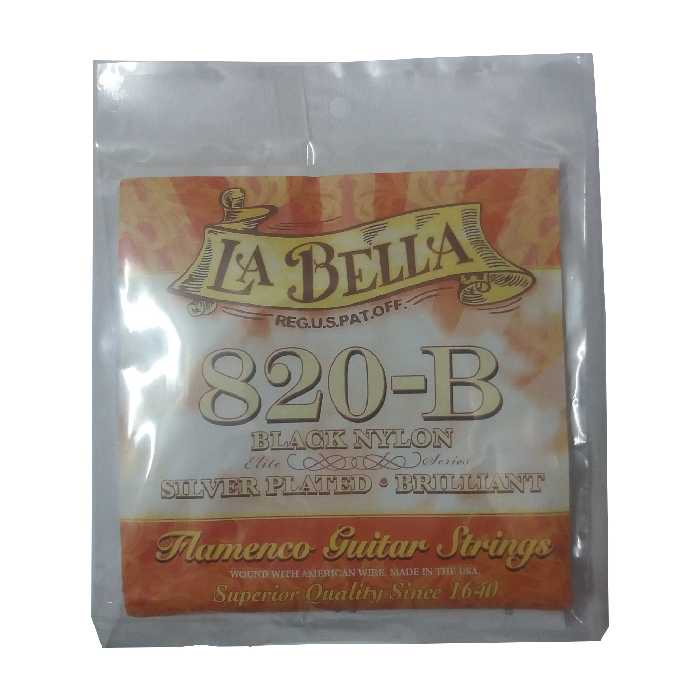 LA BELLA
REG.U.S.PAT.OFF.
820-B
BLACK NYLON
Elite Series
SILVER PLATED • BRILLIANT
Flamenco Guitar Strings
WOUND WITH AMERICAN WIRE. MADE IN THE USA.
Superior Quality Since 1640